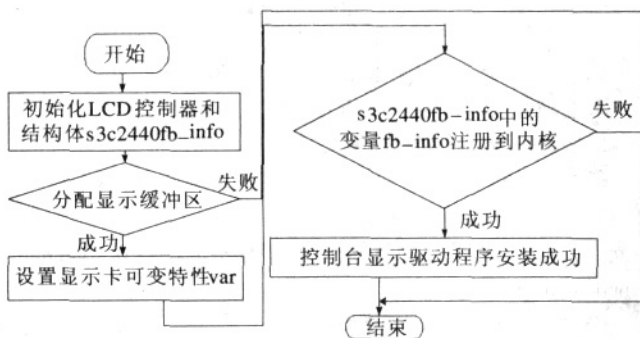 开始
初始化LCD控制器和
结构体s3c2440fb_info
分配显示缓冲区
失败
成功
设置显示卡可变特性var
s3c2440fb-info中的
变量fb_info注册到内核
失败
成功
控制台显示驱动程序安装成功
结束